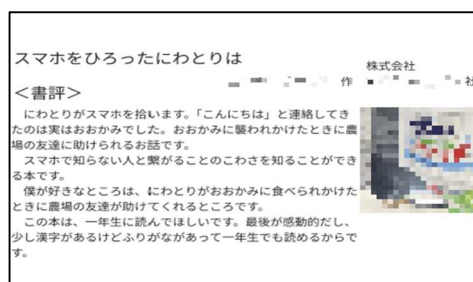 スマホをひろったにわとりは
株式会社
作
社
＜書評＞
にわとりがスマホを拾います。「こんにちは」と連絡してき
たのは実はおおかみでした。おおかみに襲われかけたときに農
場の友達に助けられるお話です。
スマホで知らない人と繋がることのこわさを知ることができ
る本です。
僕が好きなところは、にわとりがおおかみに食べられかけた
ときに農場の友達が助けてくれるところです。
この本は、一年生に読んでほしいです。最後が感動的だし、
少し漢字があるけどふりがながあって一年生でも読めるからで
す。